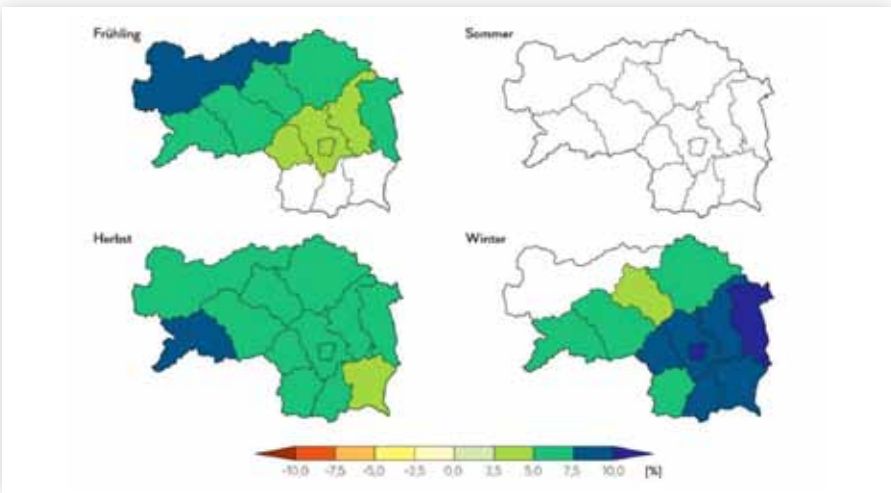 Frühling
Sommer
Herbst
Winter
-10,0 -7,5 -5,0 -2,5 0,0 2,5 5,0 7,5 10,0 [%]